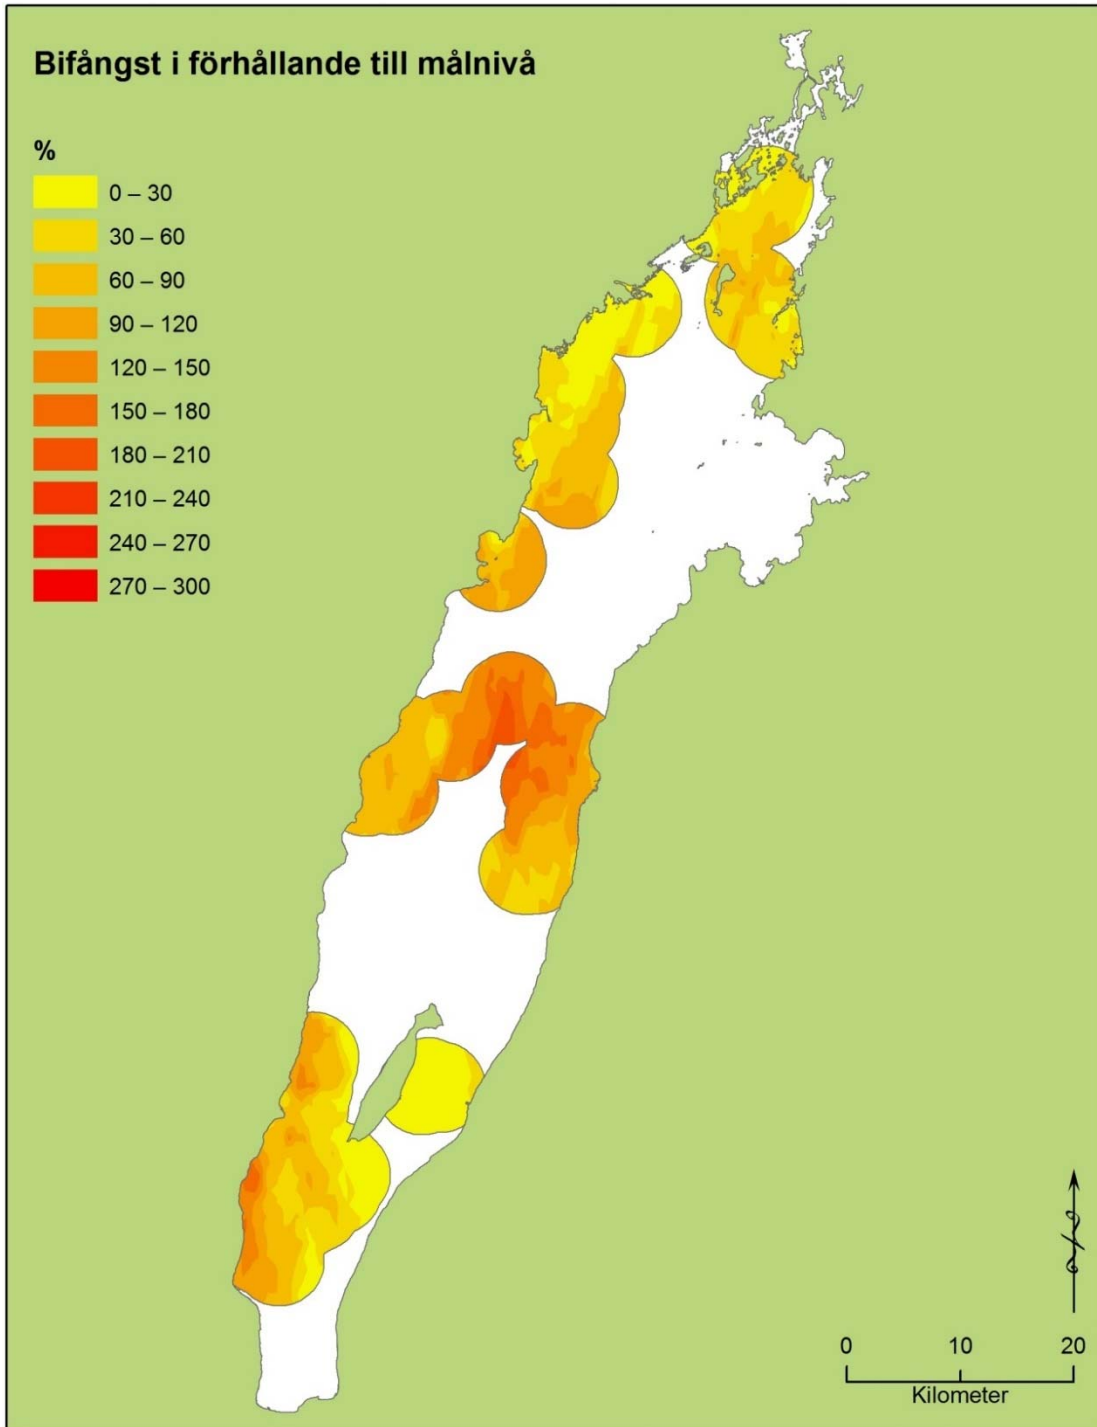 Bifångst i förhållande till målnivå
%
0 – 30
30 – 60
60 – 90
90 – 120
120 – 150
150 – 180
180 – 210
210 – 240
240 – 270
270 – 300
0 10 20
Kilometer